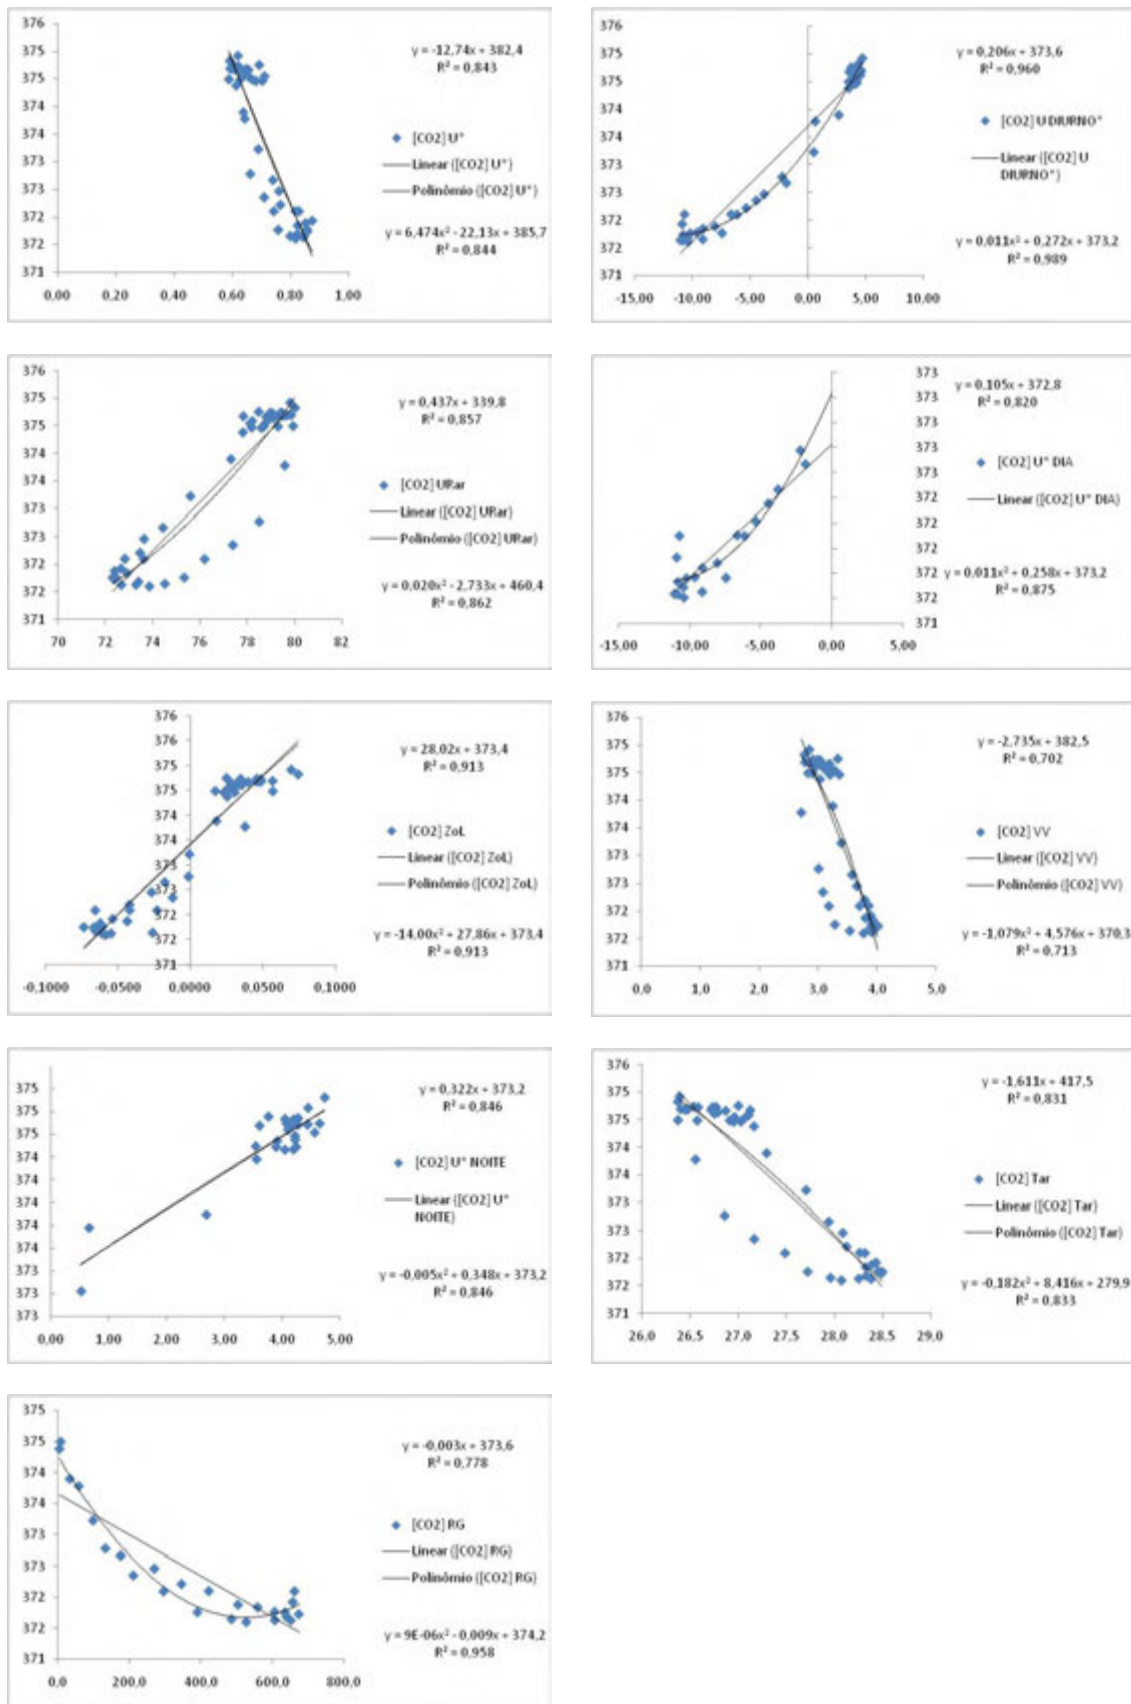 376
375
375
374
374
373
373
372
372
371
0,00 0,20 0,40 0,60 0,80 1,00
y = -12,74x + 382,4
R² = 0,843
[CO2] U*
Linear ([CO2] U*)
Polinômio ([CO2] U*)
y = 6,474x² - 22,13x + 385,7
R² = 0,844
376
375
375
374
374
373
373
372
372
371
-15,00 -10,00 -5,00 0,00 5,00 10,00
y = 0,206x + 373,6
R² = 0,960
[CO2] U DIURNO*
Linear ([CO2] U
DIURNO*)
y = 0,011x² + 0,272x + 373,2
R² = 0,989
376
375
375
374
374
373
373
372
372
371
70 72 74 76 78 80 82
y = 0,437x + 339,8
R² = 0,857
[CO2] URar
Linear ([CO2] URar)
Polinômio ([CO2] URar)
y = 0,020x² - 2,733x + 460,4
R² = 0,862
373
373
373
373
373
372
372
372
372
372
371
-15,00 -10,00 -5,00 0,00 5,00
y = 0,105x + 372,8
R² = 0,820
[CO2] U* DIA
Linear ([CO2] U* DIA)
y = 0,011x² + 0,258x + 373,2
R² = 0,875
376
376
375
375
374
374
373
373
372
372
371
-0,1000 -0,0500 0,0000 0,0500 0,1000
y = 28,02x + 373,4
R² = 0,913
[CO2] ZoL
Linear ([CO2] ZoL)
Polinômio ([CO2] ZoL)
y = -14,00x² + 27,86x + 373,4
R² = 0,913
376
375
375
374
374
373
373
372
372
371
0,0 1,0 2,0 3,0 4,0 5,0
y = -2,735x + 382,5
R² = 0,702
[CO2] VV
Linear ([CO2] VV)
Polinômio ([CO2] VV)
y = -1,079x² + 4,576x + 370,3
R² = 0,713
375
375
375
374
374
374
374
374
373
373
373
0,00 1,00 2,00 3,00 4,00 5,00
y = 0,322x + 373,2
R² = 0,846
[CO2] U* NOITE
Linear ([CO2] U*
NOITE)
y = -0,005x² + 0,348x + 373,2
R² = 0,846
376
375
375
374
374
373
373
372
372
371
26,0 26,5 27,0 27,5 28,0 28,5 29,0
y = -1,611x + 417,5
R² = 0,831
[CO2] Tar
Linear ([CO2] Tar)
Polinômio ([CO2] Tar)
y = -0,182x² + 8,416x + 279,9
R² = 0,833
375
375
374
374
373
373
372
372
371
0,0 200,0 400,0 600,0 800,0
y = -0,003x + 373,6
R² = 0,778
[CO2] RG
Linear ([CO2] RG)
Polinômio ([CO2] RG)
y = 9E-06x² - 0,009x + 374,2
R² = 0,958